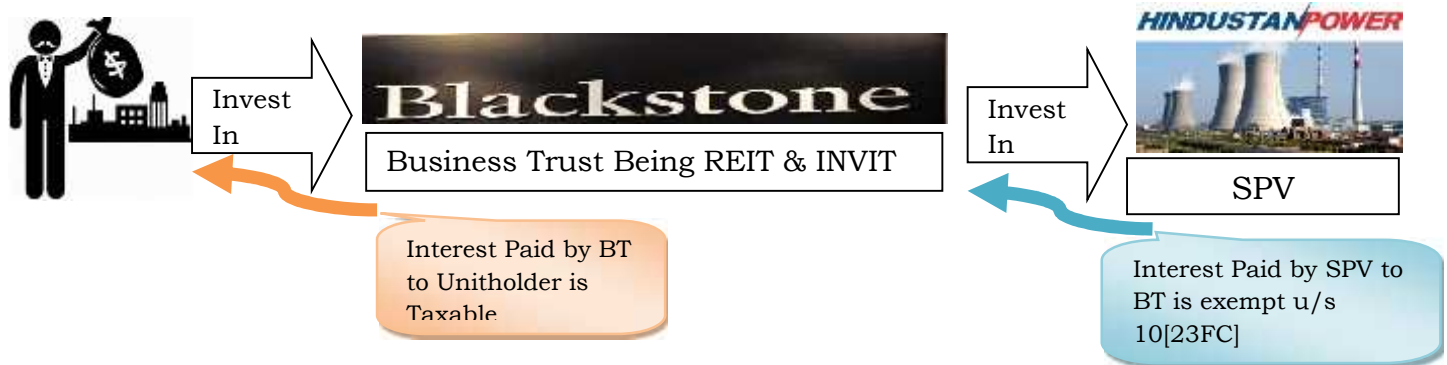 HINDUSTANPOWER
$
Invest
In
Blackstone
Business Trust Being REIT & INVIT
Invest
In
SPV
Interest Paid by BT
to Unitholder is
Taxable
Interest Paid by SPV to
BT is exempt u/s
10[23FC]